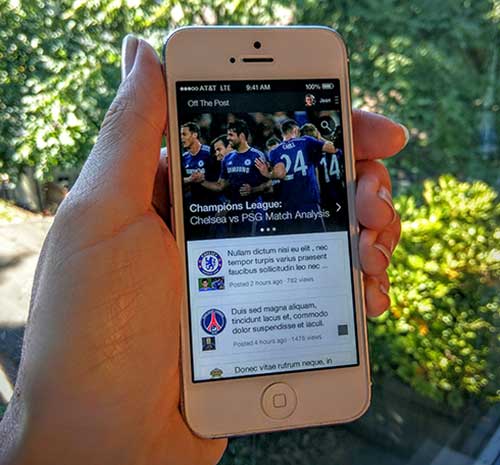 AT&T LTE 9:41 AM 100%
Off The Post Jean
CAHILL
24 14
SAMSUNG
Champions League:
Chelsea vs PSG Match Analysis
Nullam dictum nisi eu elit , nec
tempor turpis varius praesent
faucibus sollicitudin leo nec ...
Posted 2 hours ago · 782 views
Duis sed magna aliquam,
tincidunt lacus et, commodo
dolor suspendisse et iacul.
Posted 4 hours ago · 1476 views
Donec vitae rutrum neque, in